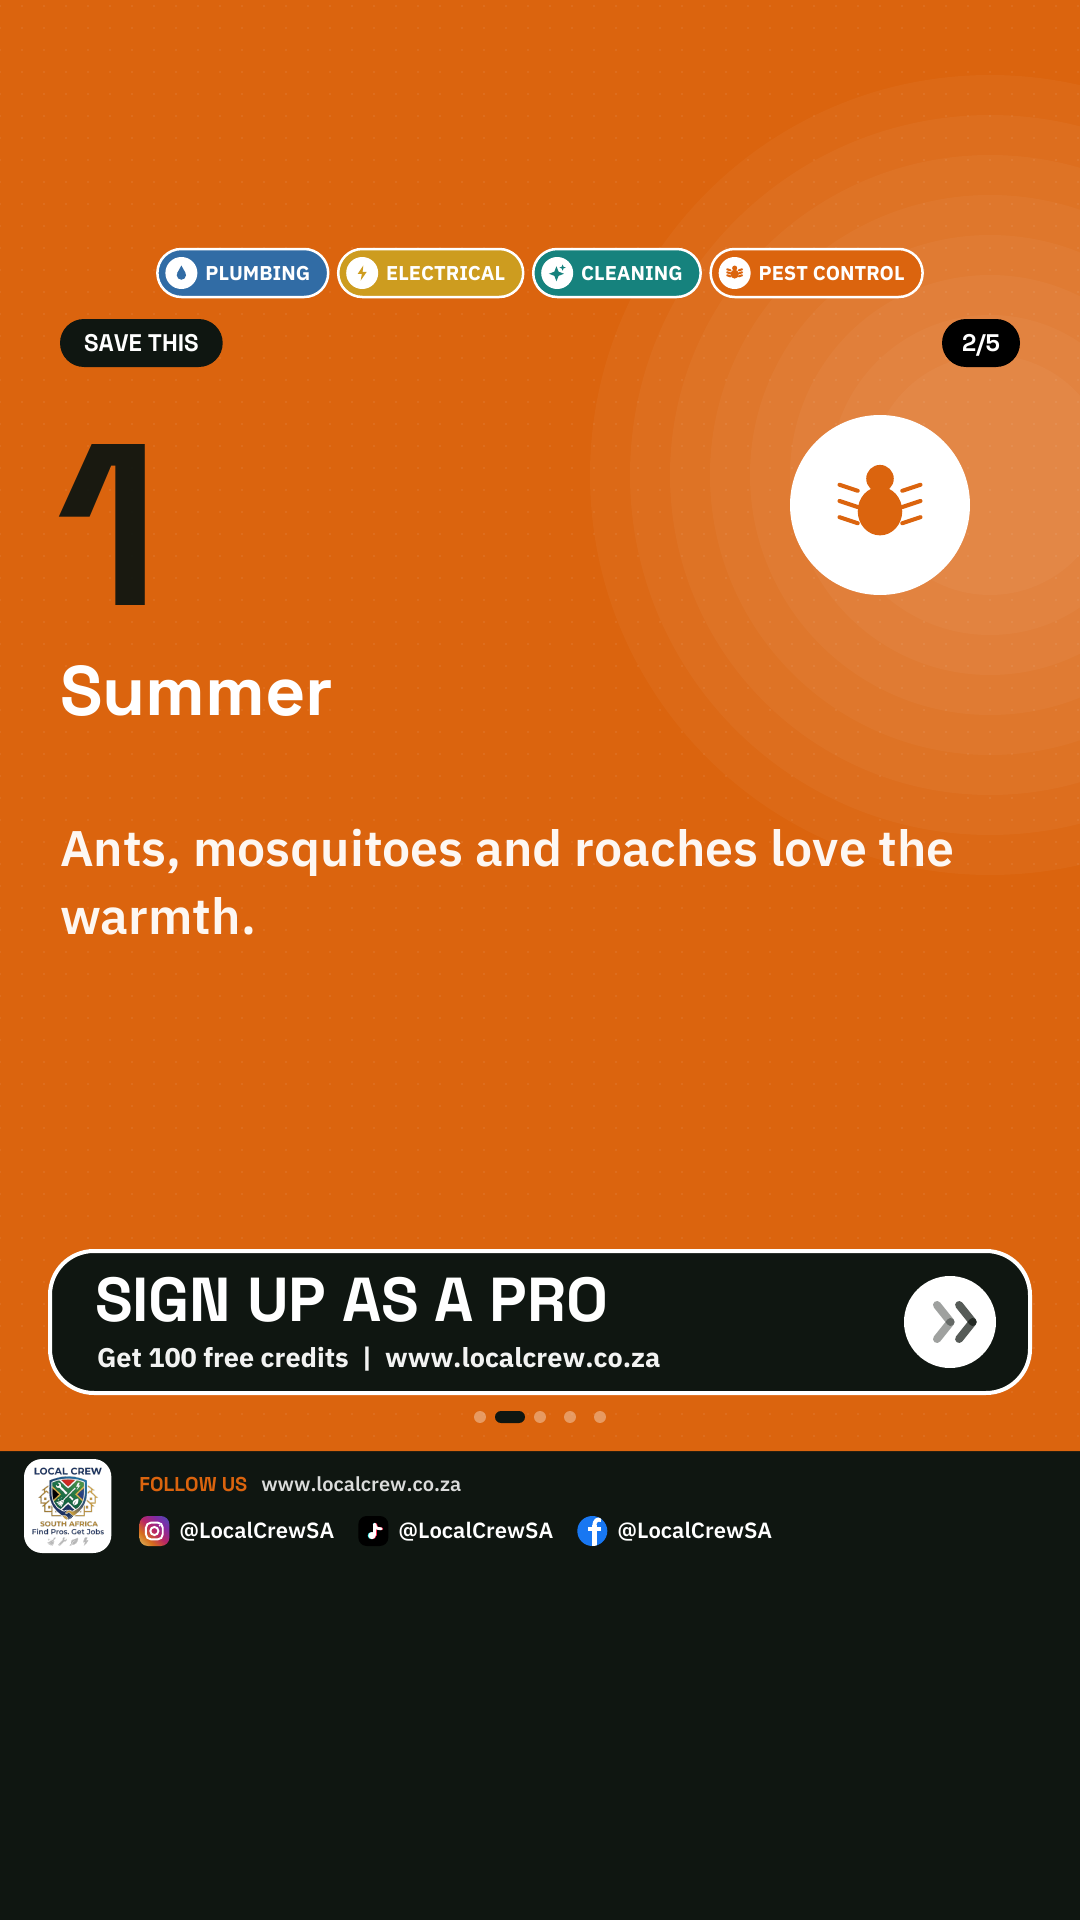 PLUMBING
ELECTRICAL
CLEANING
PEST CONTROL
SAVE THIS
2/5
1
Summer
Ants, mosquitoes and roaches love the
warmth.
SIGN UP AS A PRO
Get 100 free credits | www.localcrew.co.za
LOCAL CREW
SOUTH AFRICA
Find Pros. Get Jobs
FOLLOW US www.localcrew.co.za
@LocalCrewSA @LocalCrewSA @LocalCrewSA